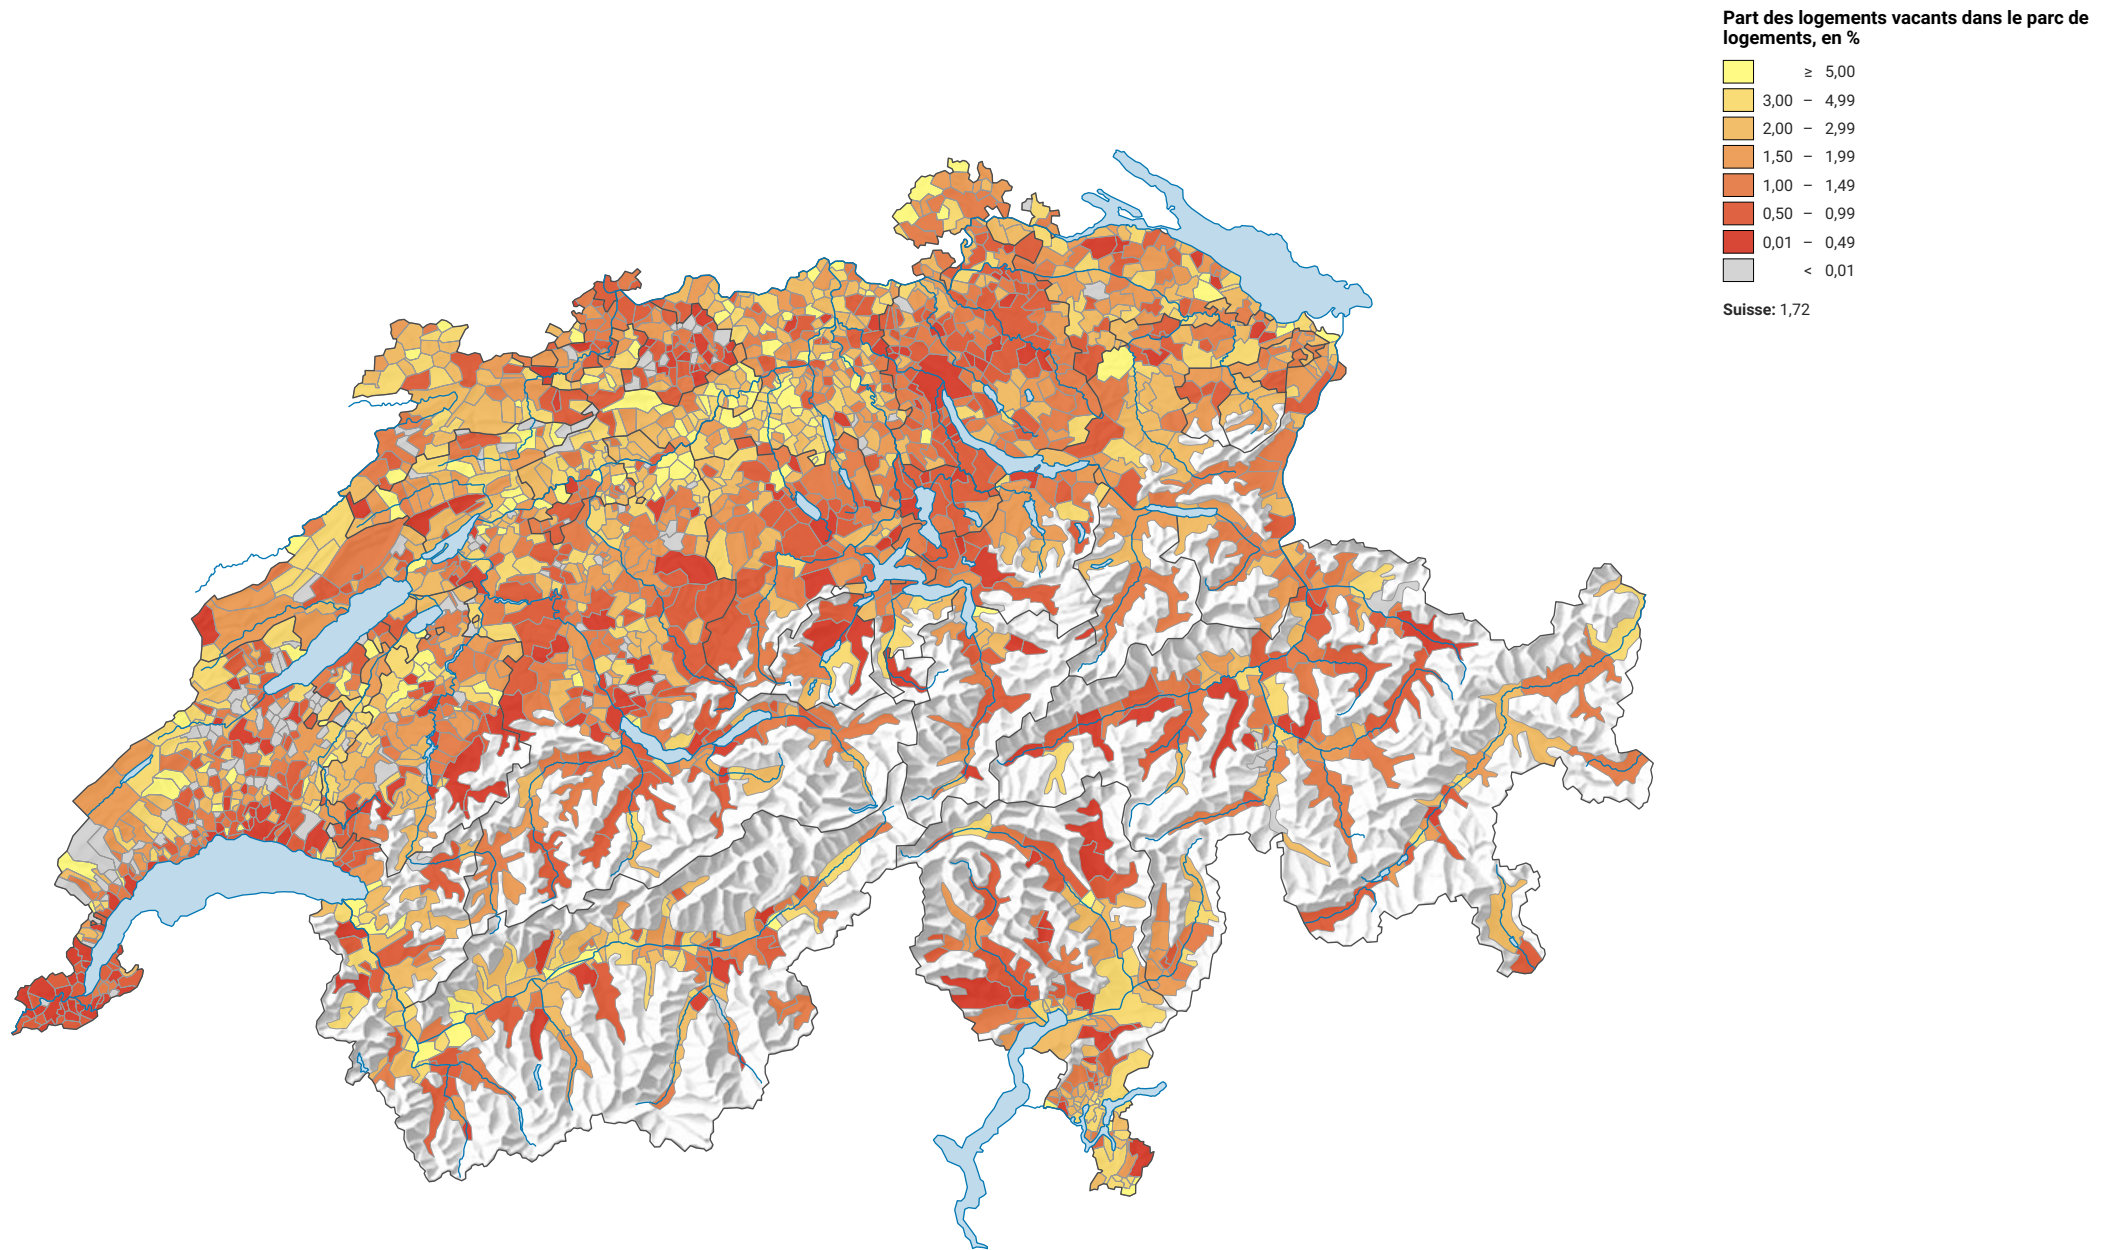 Part des logements vacants dans le parc de
logements, en %
≥ 5,00
3,00 – 4,99
2,00 – 2,99
1,50 – 1,99
1,00 – 1,49
0,50 – 0,99
0,01 – 0,49
< 0,01
Suisse: 1,72